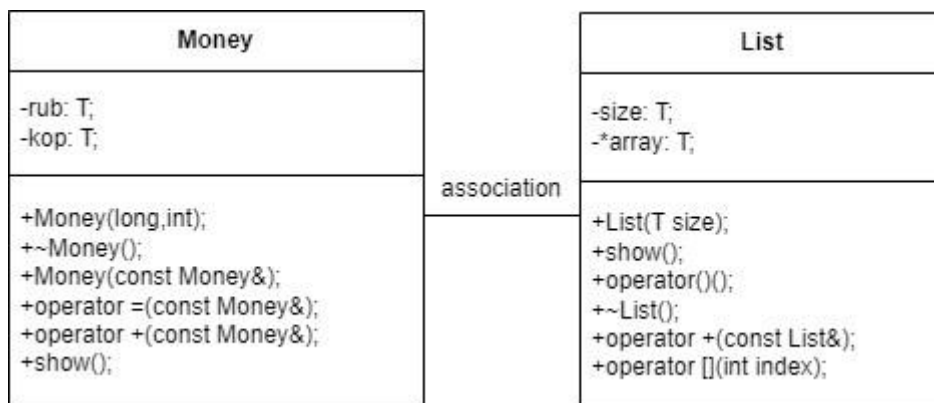 Money
-rub: T;
-kop: T;
+Money(long,int);
+~Money();
+Money(const Money&);
+operator =(const Money&);
+operator +(const Money&);
+show();
association
List
-size: T;
-*array: T;
+List(T size);
+show();
+operator()();
+~List();
+operator +(const List&);
+operator [](int index);